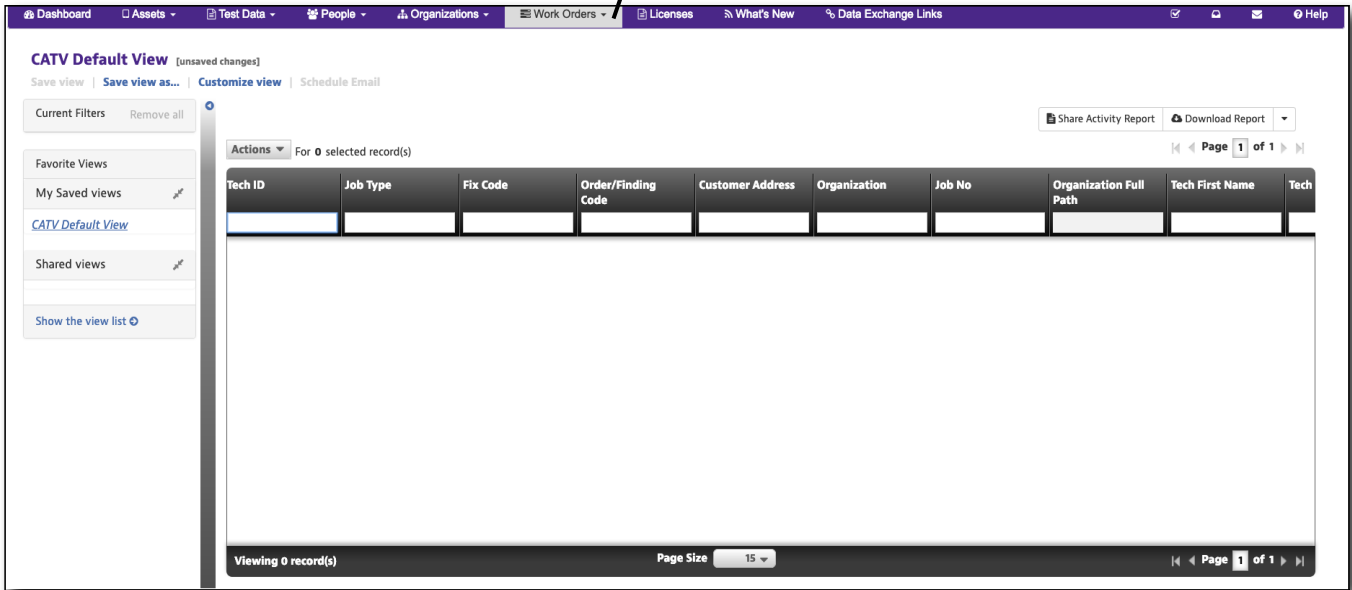 Dashboard Assets Test Data People Organizations Work Orders Licenses What's New Data Exchange Links Help
CATV Default View [unsaved changes]
Save view | Save view as... | Customize view | Schedule Email
Current Filters Remove all
Share Activity Report Download Report
Actions For 0 selected record(s)
Page 1 of 1
Favorite Views
My Saved views
CATV Default View
Shared views
Show the view list
Tech ID Job Type Fix Code Order/Finding Customer Address Organization Job No Organization Full Tech First Name Tech
Code Path
Viewing 0 record(s) Page Size 15 Page 1 of 1